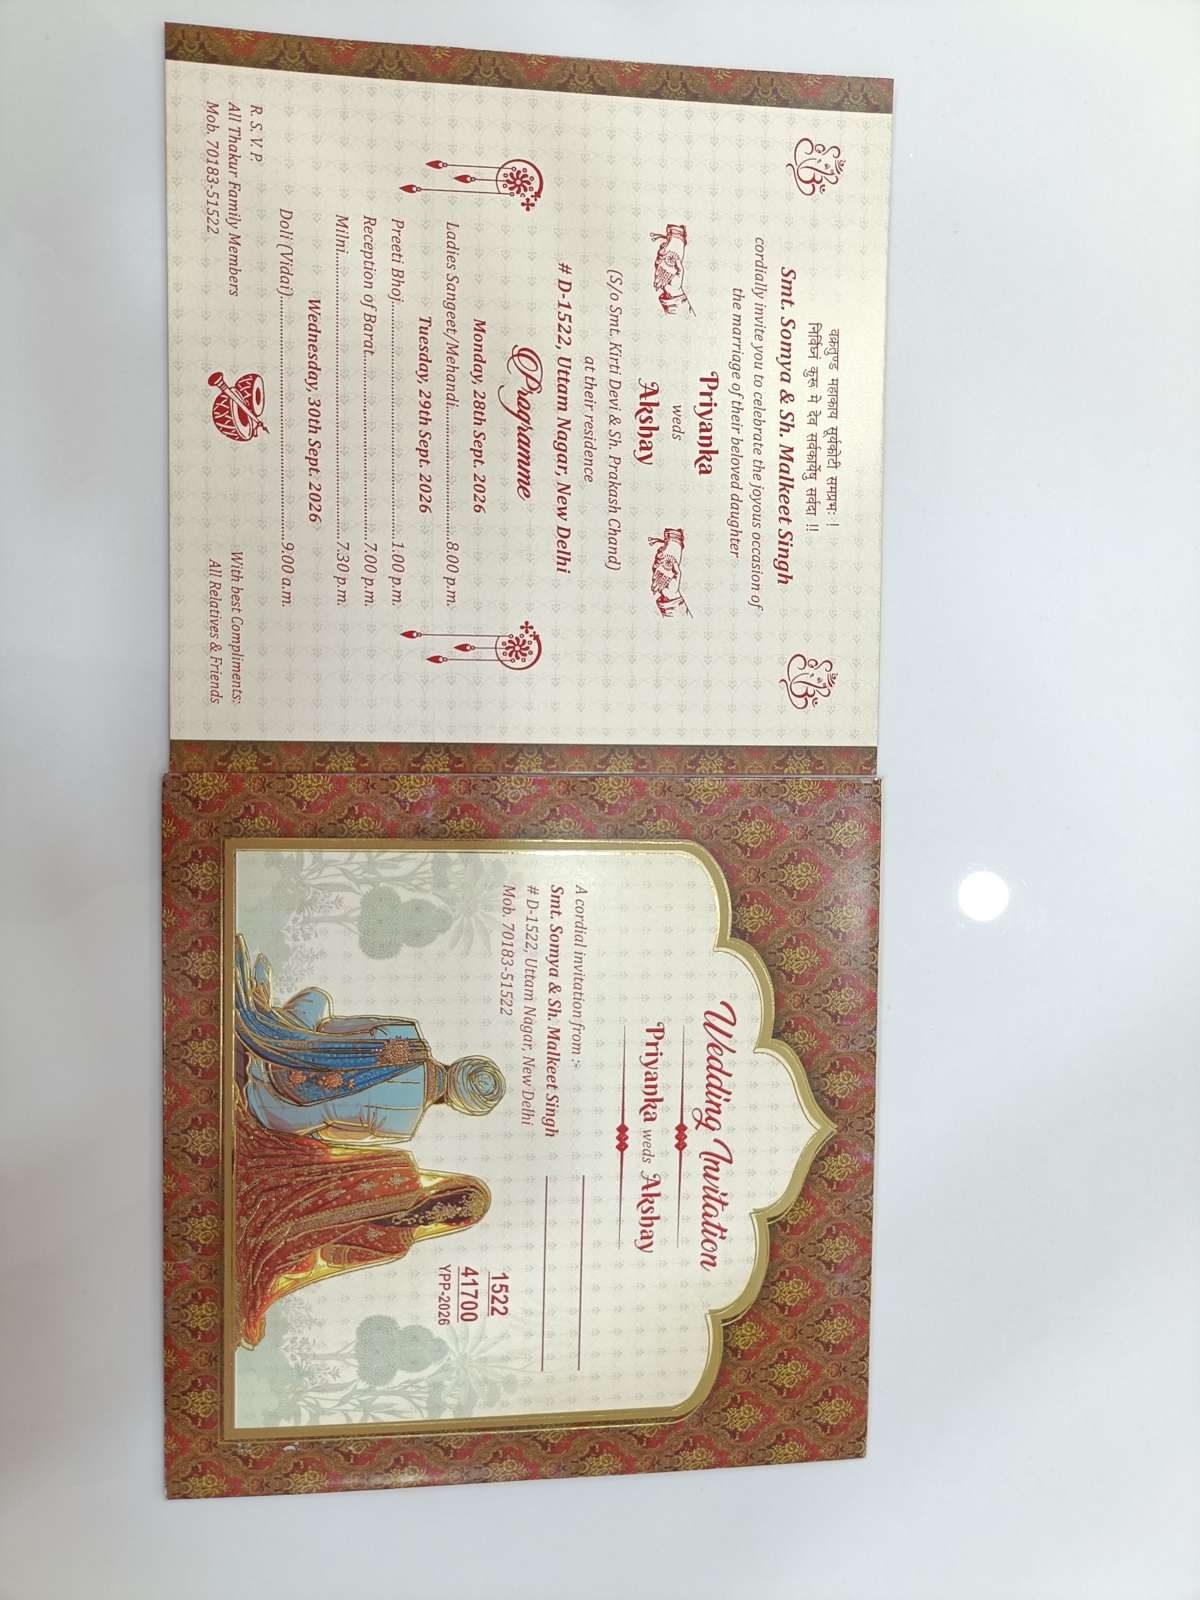 वक्रतुण्ड महाकाय सूर्यकोटी समप्रभः !
निर्विघ्नं कुरू मे देव सर्वकार्येषु सर्वदा !!
Smt. Somya & Sh. Malkeet Singh
cordially invite you to celebrate the joyous occasion of
the marriage of their beloved daughter
Priyanka
weds
Akshay
(S/o Smt. Kirti Devi & Sh. Prakash Chand)
at their residence
# D-1522, Uttam Nagar, New Delhi
Pragramme
Monday, 28th Sept. 2026
Ladies Sangeet/Mehandi..............................8.00 p.m.
Tuesday, 29th Sept. 2026
Preeti Bhoj..................................................1.00 p.m.
Reception of Barat........................................7.00 p.m.
Milni............................................................7.30 p.m.
Wednesday, 30th Sept. 2026
Doli (Vidai)...................................................9.00 a.m.
R. S. V. P.
All Thakur Family Members
Mob. 70183-51522
With best Compliments:
All Relatives & Friends
Wedding Invitation
Priyanka weds Akshay
A cordial invitation from :-
Smt. Somya & Sh. Malkeet Singh
# D-1522, Uttam Nagar, New Delhi
Mob. 70183-51522
1522
41700
YPP-2026